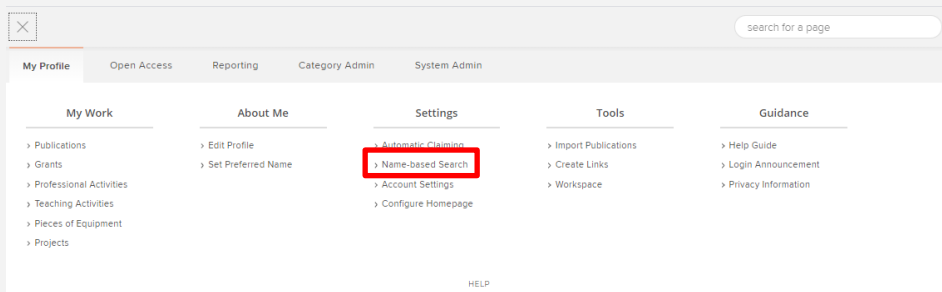 search for a page
My Profile Open Access Reporting Category Admin System Admin
My Work About Me Settings Tools Guidance
> Publications > Edit Profile > Automatic Claiming > Import Publications > Help Guide
> Grants > Set Preferred Name > Name-based Search > Create Links > Login Announcement
> Professional Activities > Account Settings > Workspace > Privacy Information
> Teaching Activities > Configure Homepage
> Pieces of Equipment
> Projects
HELP